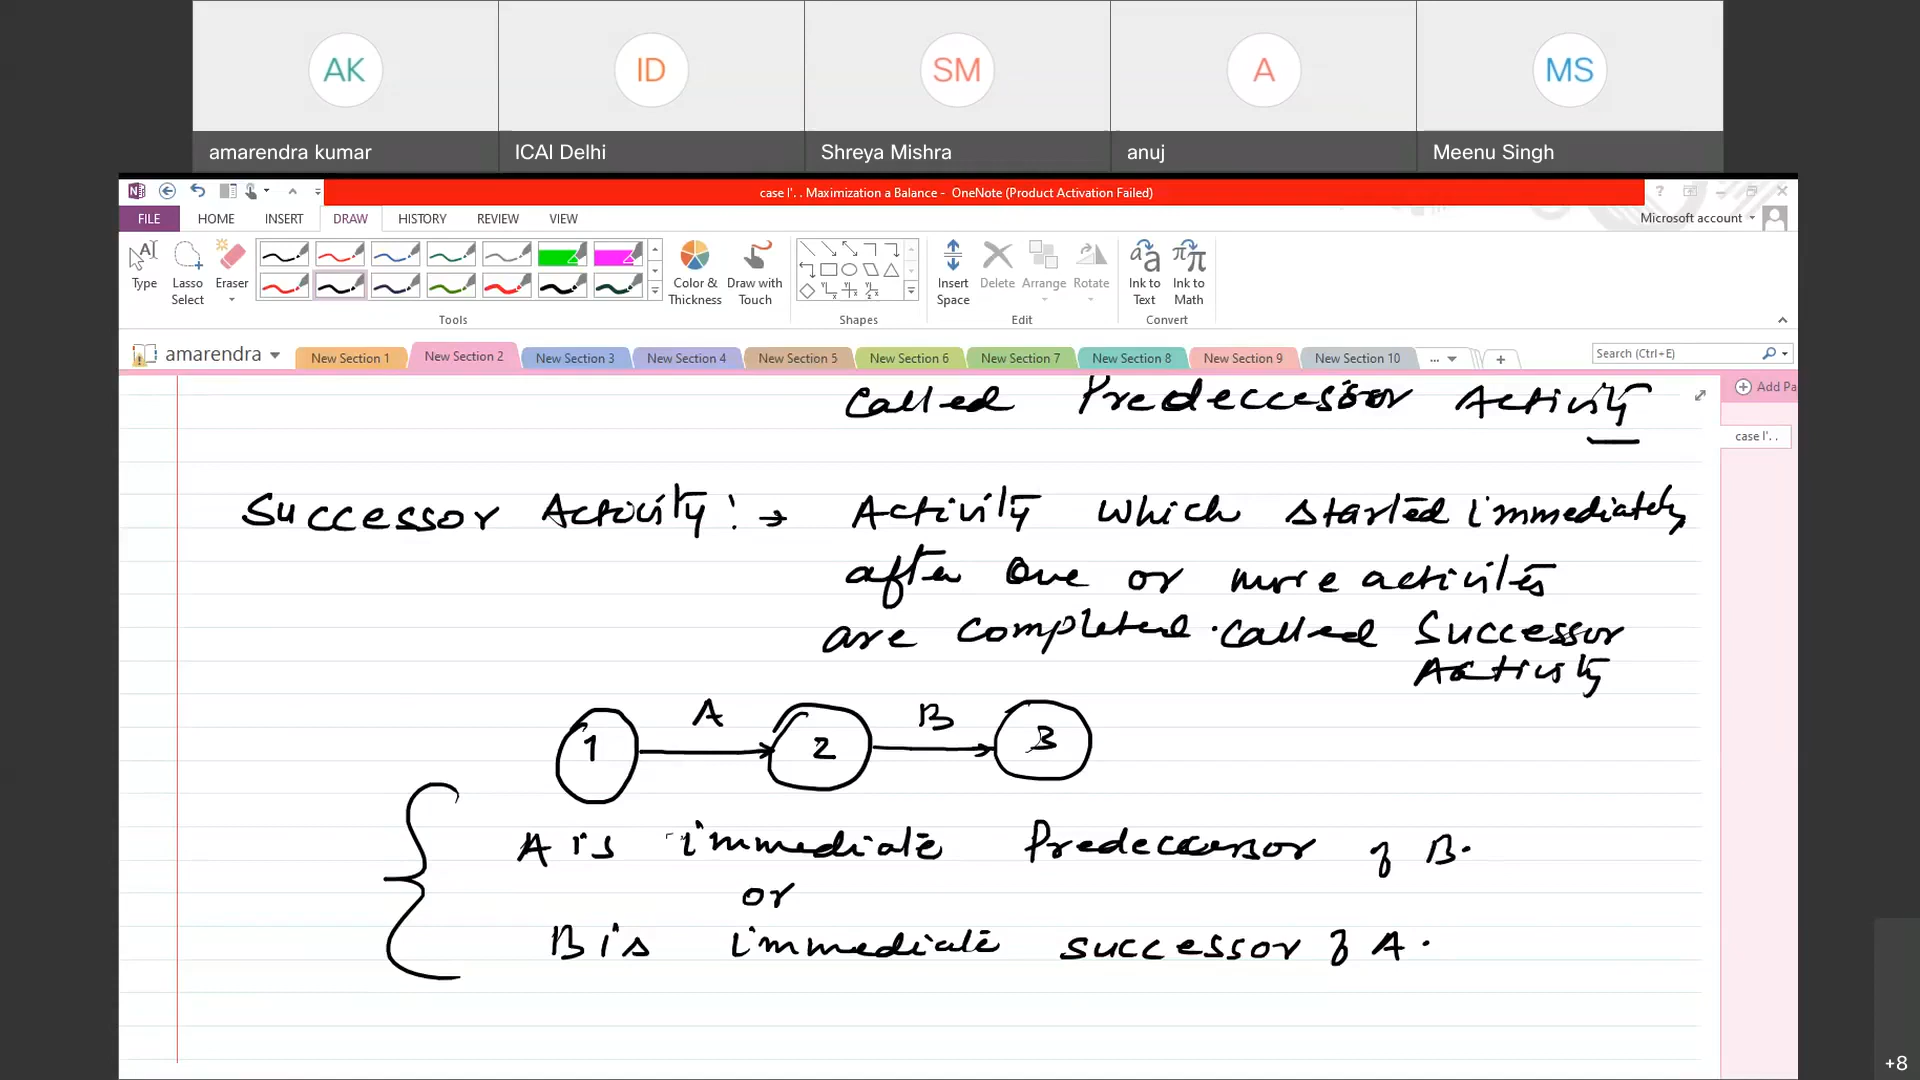 AK
ID
SM
A
MS
amarendra kumar
ICAI Delhi
Shreya Mishra
anuj
Meenu Singh
case I'. . Maximization a Balance - OneNote (Product Activation Failed)
?
FILE HOME INSERT DRAW HISTORY REVIEW VIEW
Microsoft account
Type
Lasso Select
Eraser
Color & Thickness
Draw with Touch
Insert Space
Delete
Arrange
Rotate
Ink to Text
Ink to Math
Tools
Shapes
Edit
Convert
amarendra
New Section 1
New Section 2
New Section 3
New Section 4
New Section 5
New Section 6
New Section 7
New Section 8
New Section 9
New Section 10
...
Search (Ctrl+E)
Add Pa
case I'. .
called Predeccessor Activity
Successor Activity : → Activity which started immediately
after one or more activites
are completed . called Successor
Activity
A B
1 2 3
A is immediate Predeccessor of B.
or
B is immediate successor of A.
+8